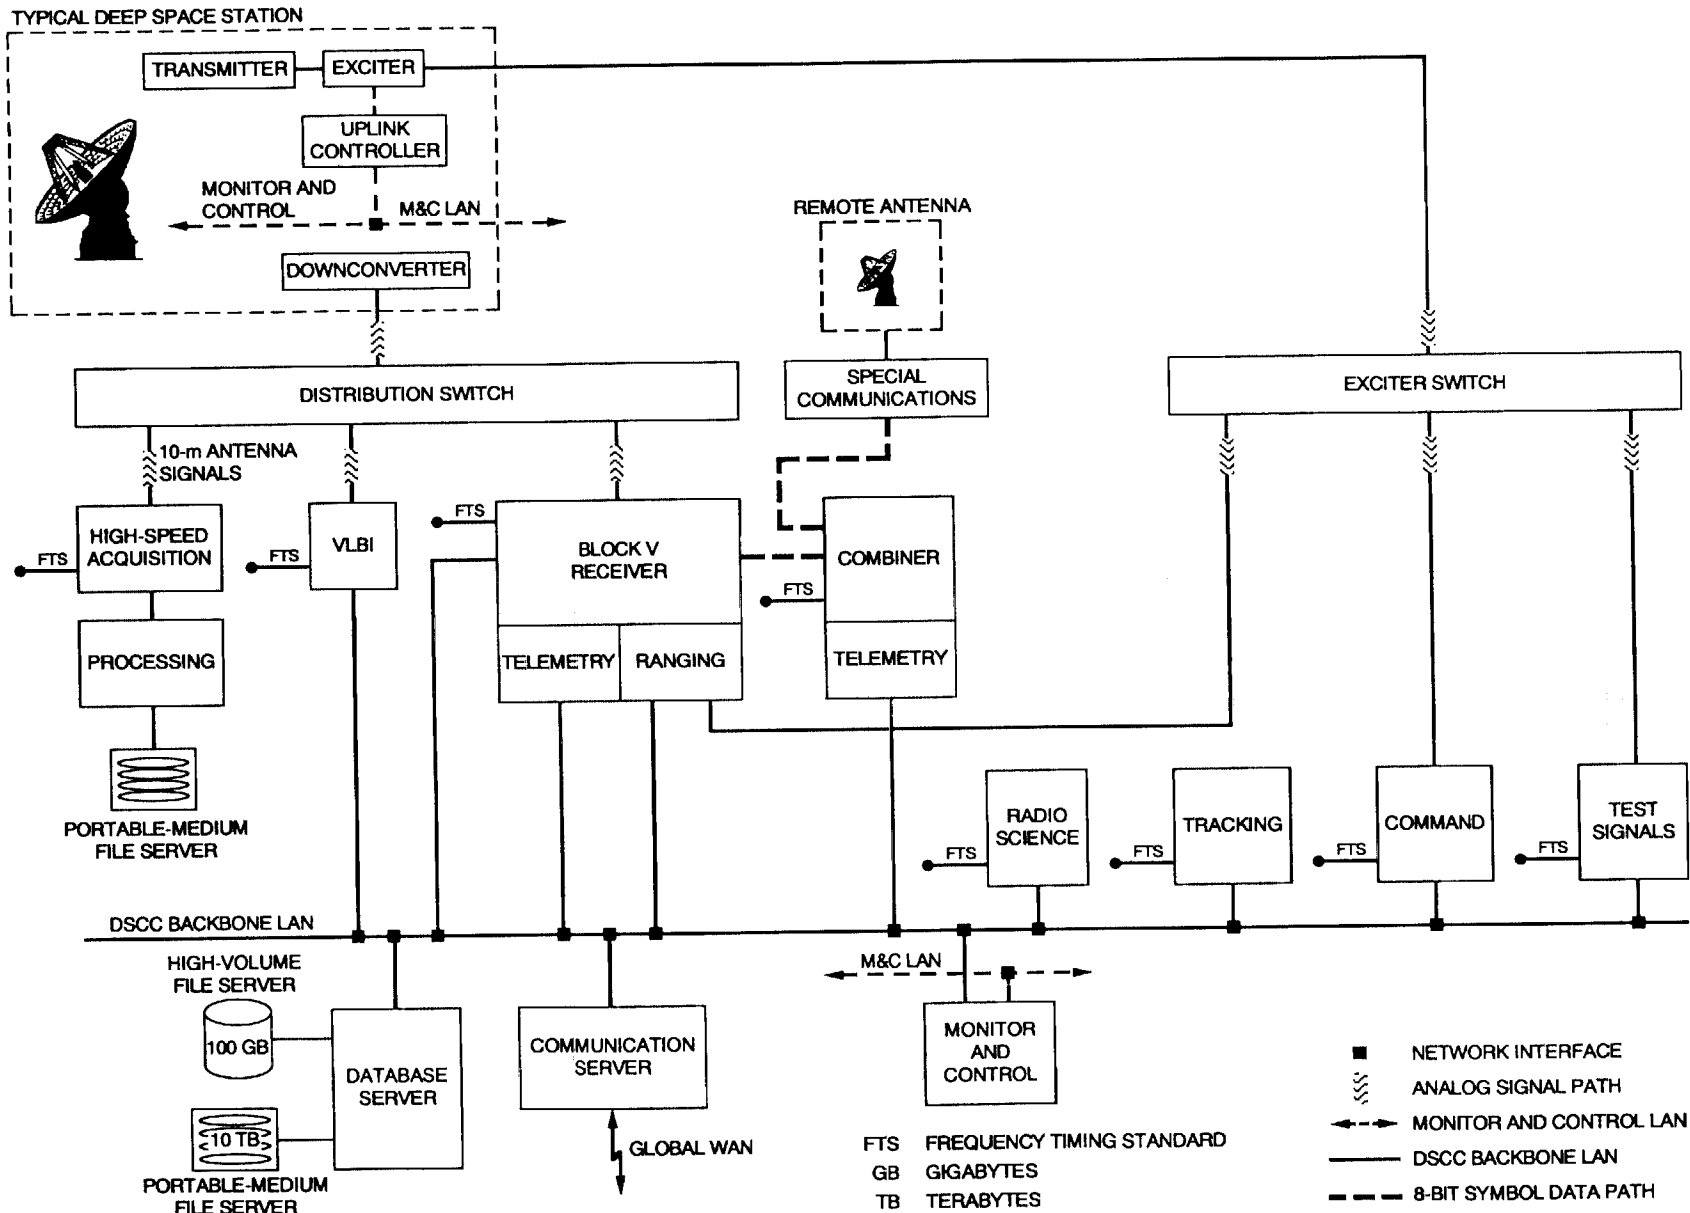 TYPICAL DEEP SPACE STATION
TRANSMITTER
EXCITER
UPLINK
CONTROLLER
MONITOR AND
CONTROL
M&C LAN
DOWNCONVERTER
REMOTE ANTENNA
SPECIAL
COMMUNICATIONS
DISTRIBUTION SWITCH
EXCITER SWITCH
10-m ANTENNA
SIGNALS
HIGH-SPEED
ACQUISITION
FTS
VLBI
FTS
FTS
BLOCK V
RECEIVER
COMBINER
FTS
PROCESSING
TELEMETRY
RANGING
TELEMETRY
PORTABLE-MEDIUM
FILE SERVER
RADIO
SCIENCE
FTS
TRACKING
FTS
COMMAND
FTS
TEST
SIGNALS
FTS
DSCC BACKBONE LAN
HIGH-VOLUME
FILE SERVER
100 GB
DATABASE
SERVER
10 TB
PORTABLE-MEDIUM
FILE SERVER
COMMUNICATION
SERVER
GLOBAL WAN
M&C LAN
MONITOR
AND
CONTROL
FTS FREQUENCY TIMING STANDARD
GB GIGABYTES
TB TERABYTES
NETWORK INTERFACE
ANALOG SIGNAL PATH
MONITOR AND CONTROL LAN
DSCC BACKBONE LAN
8-BIT SYMBOL DATA PATH